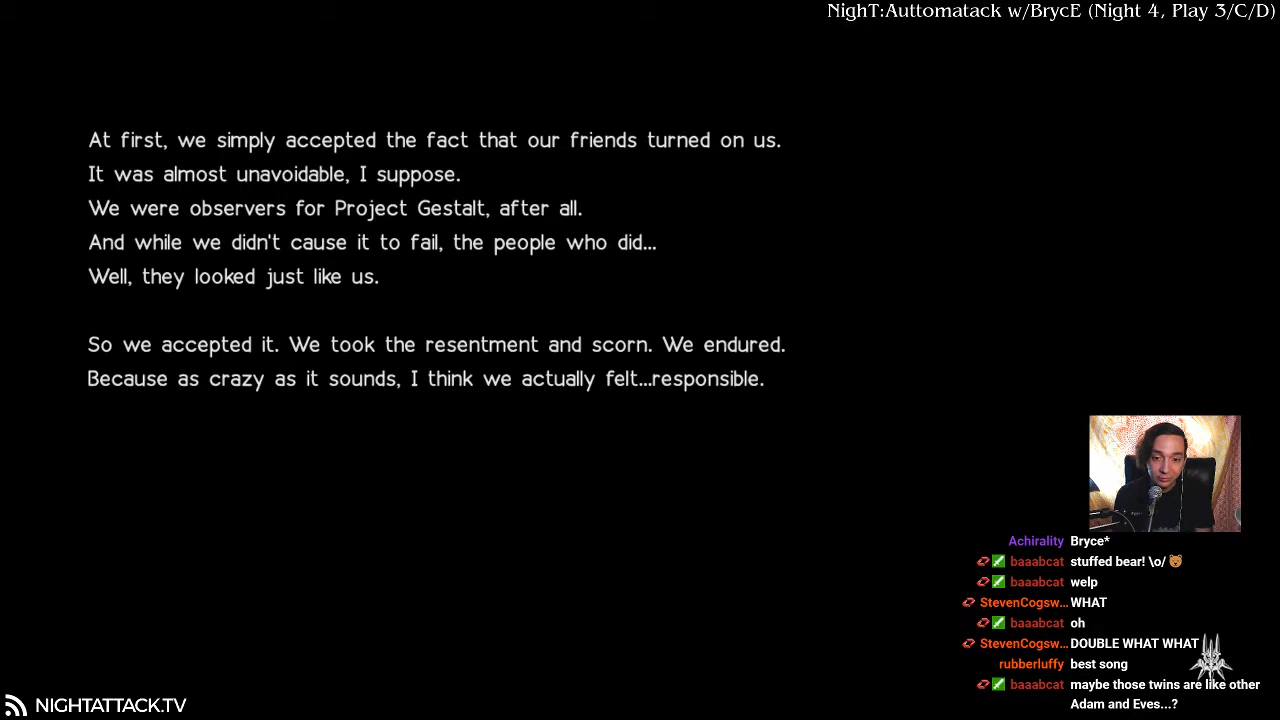 NighT:Auttomatack w/BrycE (Night 4, Play 3/C/D)
At first, we simply accepted the fact that our friends turned on us.
It was almost unavoidable, I suppose.
We were observers for Project Gestalt, after all.
And while we didn't cause it to fail, the people who did...
Well, they looked just like us.
So we accepted it. We took the resentment and scorn. We endured.
Because as crazy as it sounds, I think we actually felt...responsible.
Achirality Bryce*
baaabcat stuffed bear! \o/ 🐻
baaabcat welp
StevenCogsw... WHAT
baaabcat oh
StevenCogsw... DOUBLE WHAT WHAT
rubberluffy best song
baaabcat maybe those twins are like other
Adam and Eves...?
NIGHTATTACK.TV